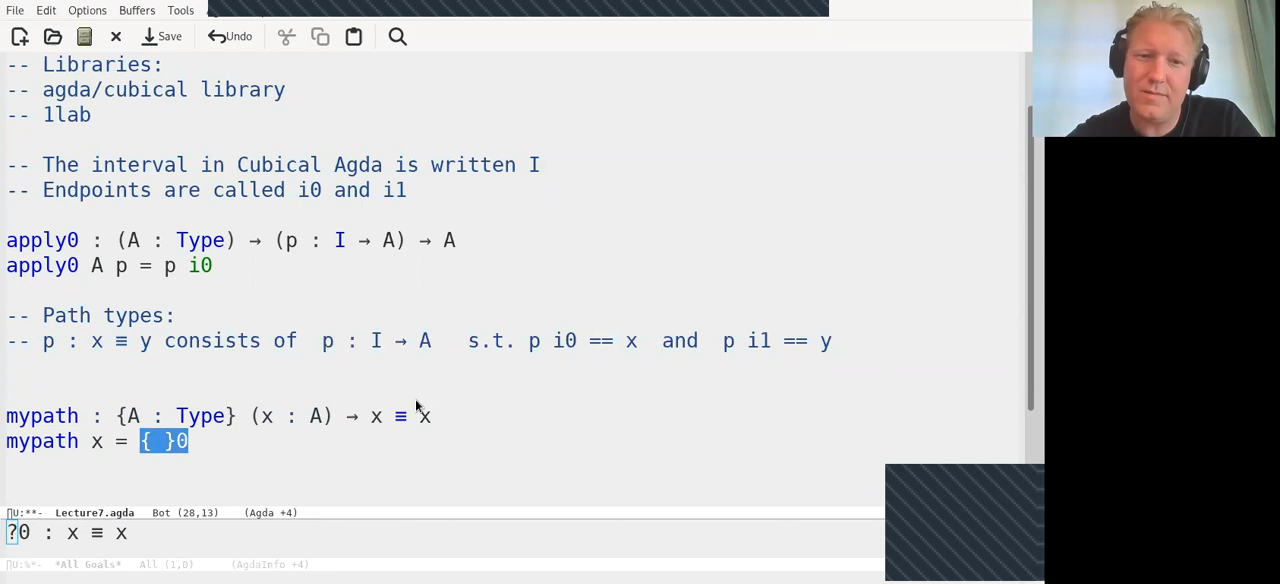 File Edit Options Buffers Tools
Save Undo
-- Libraries:
-- agda/cubical library
-- 1lab
-- The interval in Cubical Agda is written I
-- Endpoints are called i0 and i1
apply0 : (A : Type) → (p : I → A) → A
apply0 A p = p i0
-- Path types:
-- p : x ≡ y consists of p : I → A s.t. p i0 == x and p i1 == y
mypath : {A : Type} (x : A) → x ≡ x
mypath x = { }0
U:**- Lecture7.agda Bot (28,13) (Agda +4)
?0 : x ≡ x
U:%*- *All Goals* All (1,0) (AgdaInfo +4)